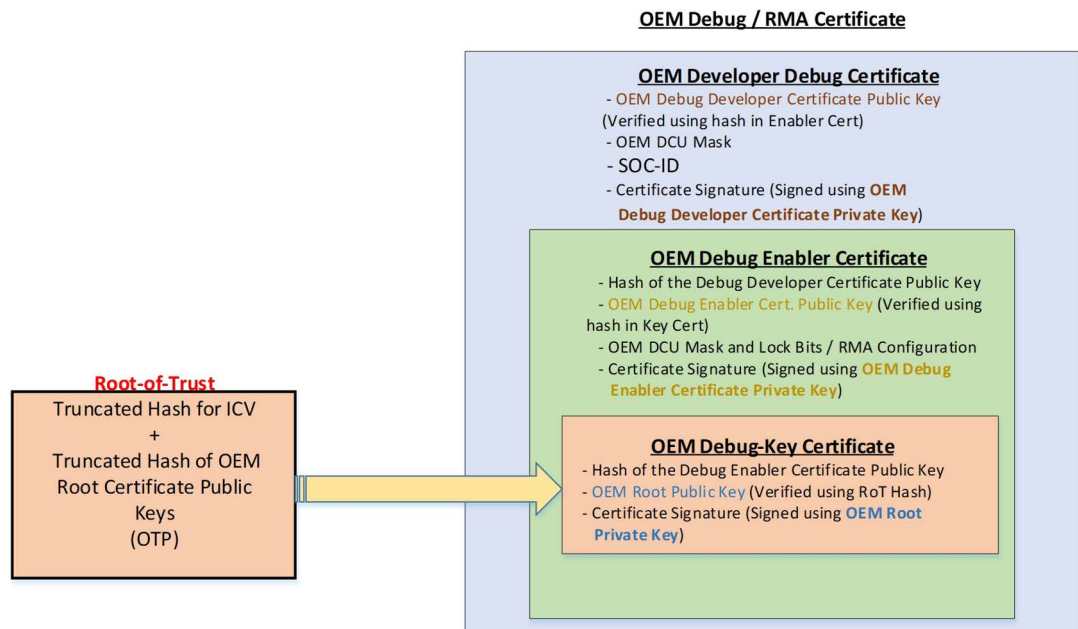 OEM Debug / RMA Certificate
OEM Developer Debug Certificate
- OEM Debug Developer Certificate Public Key
(Verified using hash in Enabler Cert)
- OEM DCU Mask
- SOC-ID
- Certificate Signature (Signed using OEM
Debug Developer Certificate Private Key)
OEM Debug Enabler Certificate
- Hash of the Debug Developer Certificate Public Key
- OEM Debug Enabler Cert. Public Key (Verified using
hash in Key Cert)
- OEM DCU Mask and Lock Bits / RMA Configuration
- Certificate Signature (Signed using OEM Debug
Enabler Certificate Private Key)
Root-of-Trust
Truncated Hash for ICV
+
Truncated Hash of OEM
Root Certificate Public
Keys
(OTP)
OEM Debug-Key Certificate
- Hash of the Debug Enabler Certificate Public Key
- OEM Root Public Key (Verified using RoT Hash)
- Certificate Signature (Signed using OEM Root
Private Key)